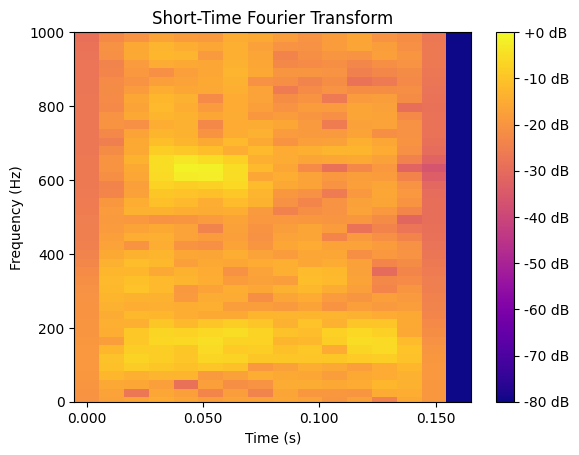 Short-Time Fourier Transform
1000
800
600
400
200
0
Frequency (Hz)
0.000
0.050
0.100
0.150
Time (s)
+0 dB
-10 dB
-20 dB
-30 dB
-40 dB
-50 dB
-60 dB
-70 dB
-80 dB